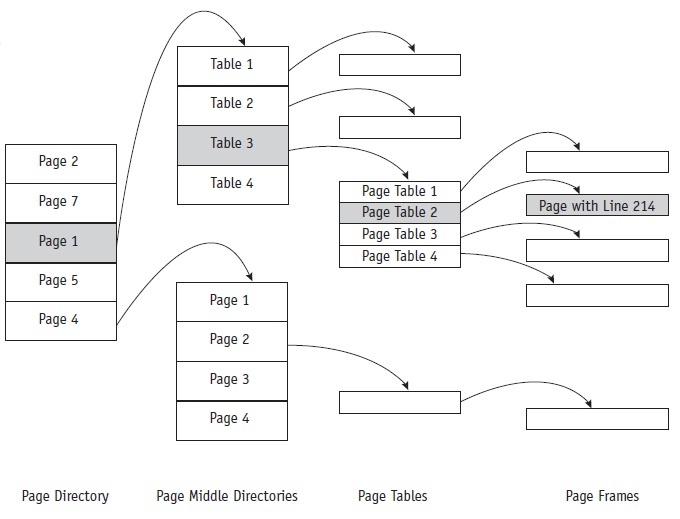 Page 2
Page 7
Page 1
Page 5
Page 4
Table 1
Table 2
Table 3
Table 4
Page 1
Page 2
Page 3
Page 4
Page Table 1
Page Table 2
Page Table 3
Page Table 4
Page with Line 214
Page Directory
Page Middle Directories
Page Tables
Page Frames